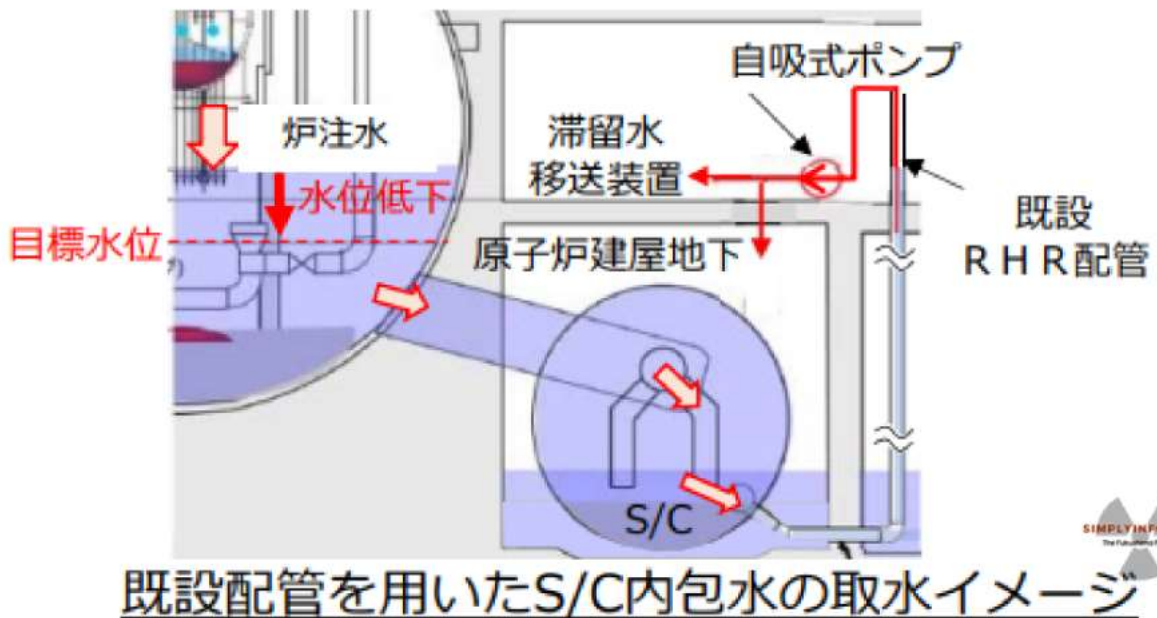 自吸式ポンプ
炉注水
滞留水
移送装置
水位低下
目標水位
原子炉建屋地下
既設
ＲＨＲ配管
S/C
既設配管を用いたS/C内包水の取水イメージ